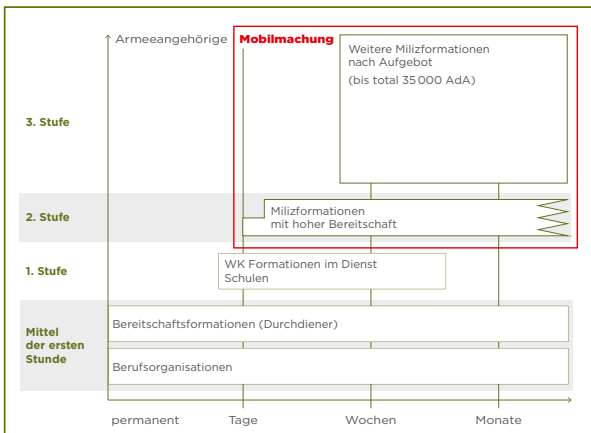 Armeeangehörige
Mobilmachung
Weitere Milizformationen
nach Aufgebot
(bis total 35 000 AdA)
3. Stufe
2. Stufe
Milizformationen
mit hoher Bereitschaft
1. Stufe
WK Formationen im Dienst
Schulen
Mittel
der ersten
Stunde
Bereitschaftsformationen (Durchdiener)
Berufsorganisationen
permanent
Tage
Wochen
Monate